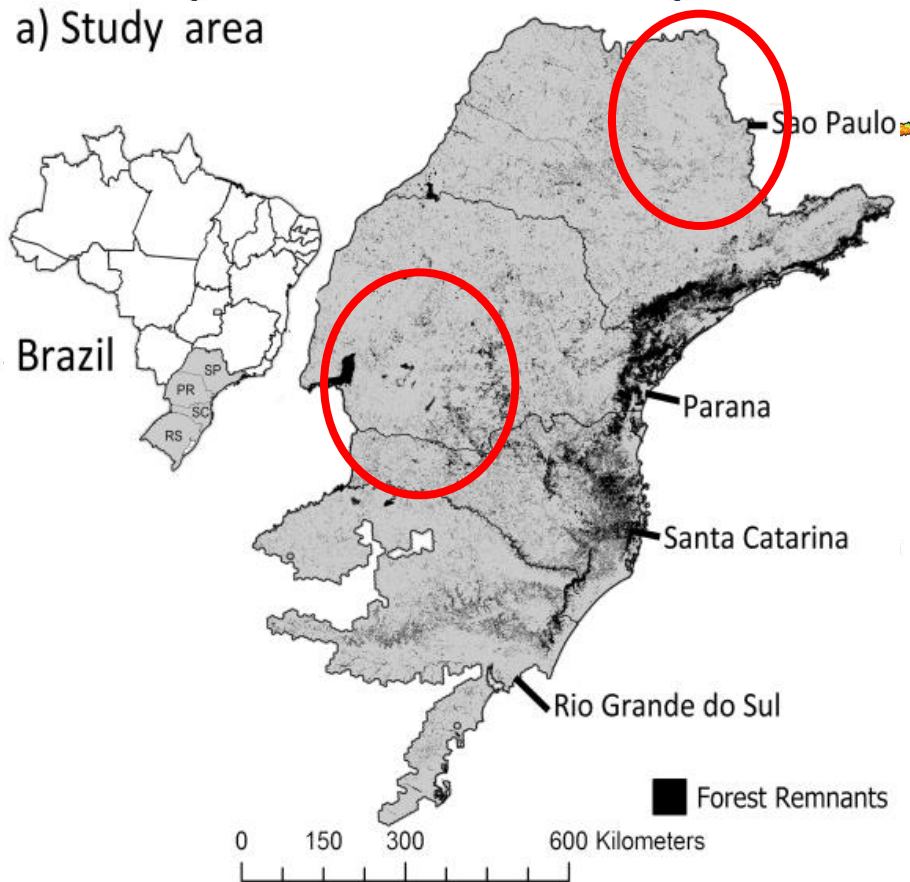 a) Study area
Sao Paulo
Brazil
SP
PR
SC
RS
Parana
Santa Catarina
Rio Grande do Sul
Forest Remnants
0 150 300 600 Kilometers